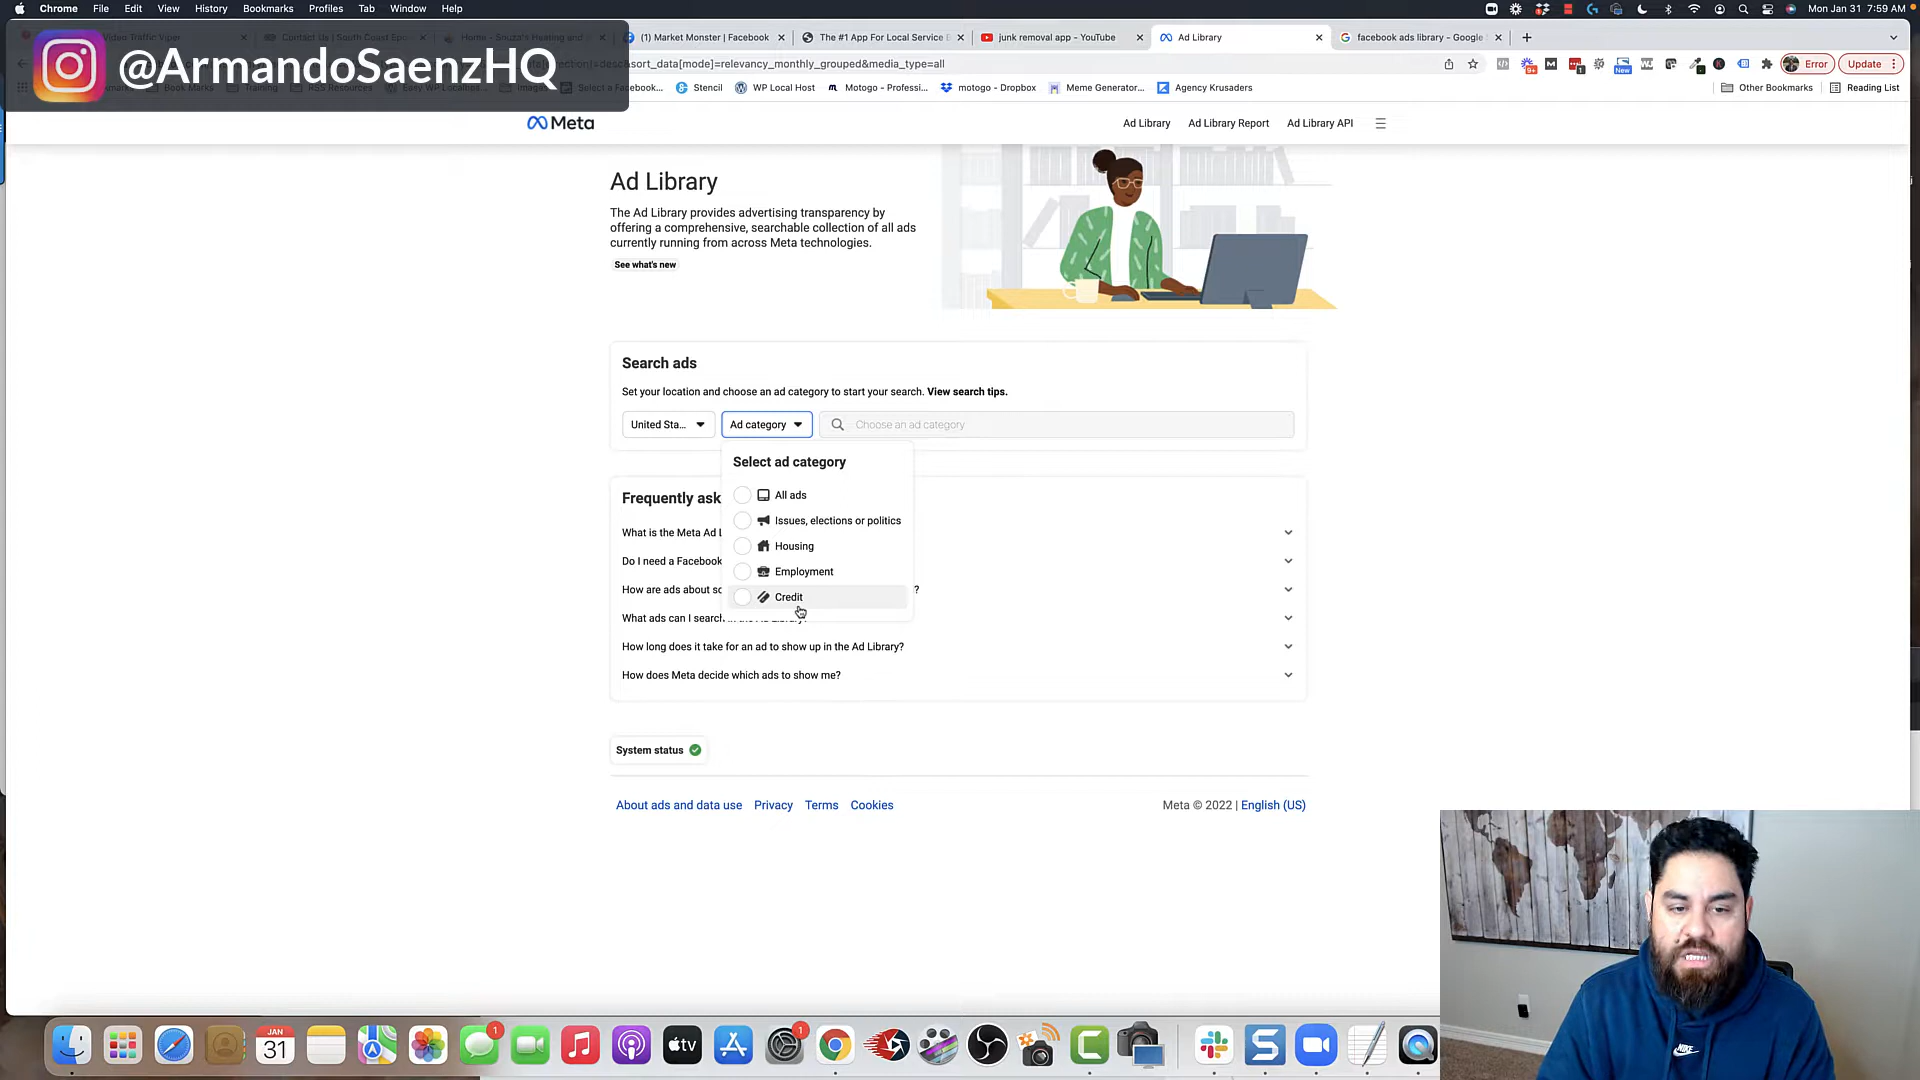 Chrome File Edit View History Bookmarks Profiles Tab Window Help
Mon Jan 31 7:59 AM
@ArmandoSaenzHQ
(1) Market Monster | Facebook
The #1 App For Local Service B
junk removal app - YouTube
Ad Library
facebook ads library - Google S
sort_data[mode]=relevancy_monthly_grouped&media_type=all
Error
Update
Stencil
WP Local Host
Motogo - Professi...
motogo - Dropbox
Meme Generator...
Agency Krusaders
Other Bookmarks
Reading List
Meta
Ad Library
Ad Library Report
Ad Library API
Ad Library
The Ad Library provides advertising transparency by
offering a comprehensive, searchable collection of all ads
currently running from across Meta technologies.
See what's new
Search ads
Set your location and choose an ad category to start your search. View search tips.
United Sta...
Ad category
Choose an ad category
Select ad category
All ads
Issues, elections or politics
Housing
Employment
Credit
Frequently ask
What is the Meta Ad L
Do I need a Facebook
How are ads about so
?
What ads can I search
How long does it take for an ad to show up in the Ad Library?
How does Meta decide which ads to show me?
System status
About ads and data use
Privacy
Terms
Cookies
Meta © 2022 | English (US)
JAN
31
1
tv
1
NIKE